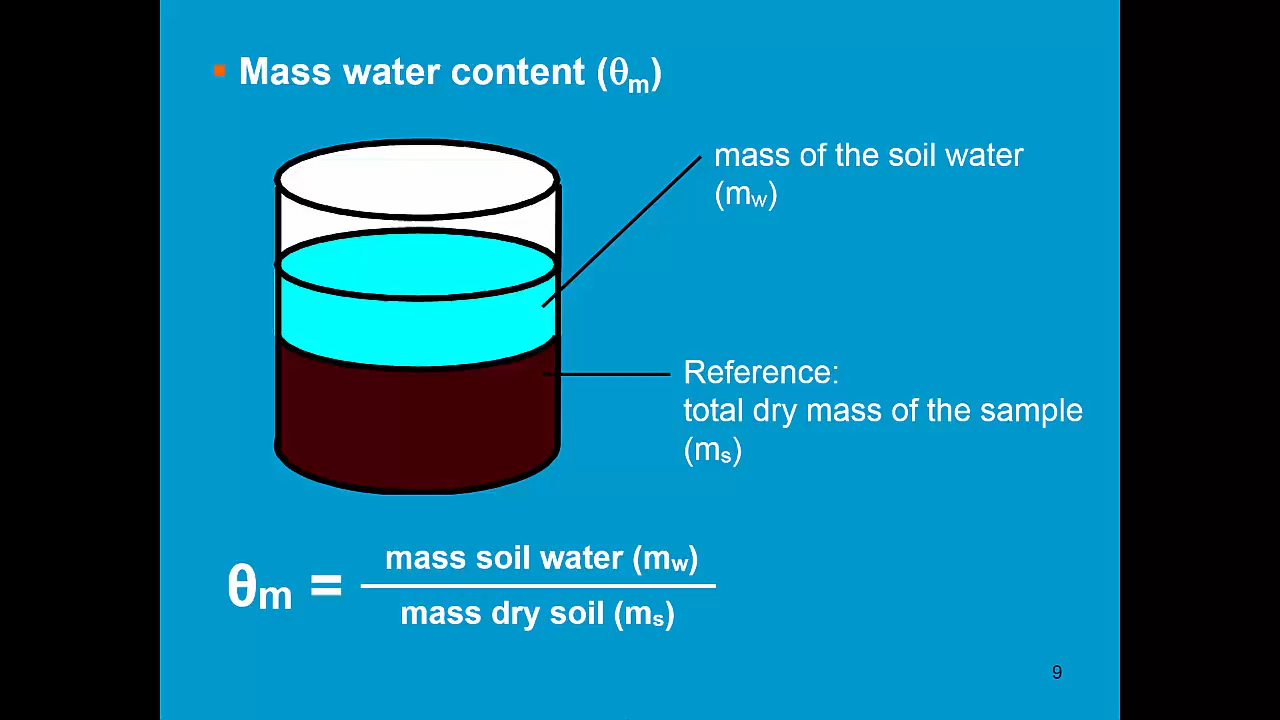 ▪ Mass water content (θm)
mass of the soil water
(mw)
Reference:
total dry mass of the sample
(ms)
θm = mass soil water (mw)
mass dry soil (ms)
9